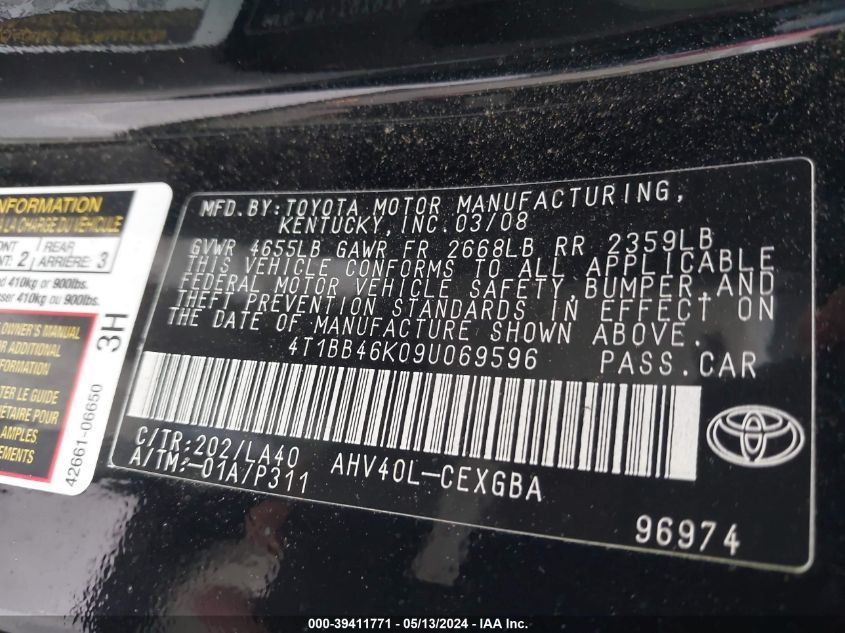 INFORMATION
À LA CHARGE DU VÉHICULE
2
REAR
ARRIÈRE 3
410kg or 900lbs.
410kg ou 900lbs.
OWNER'S MANUAL
ADDITIONAL
INFORMATION
LE GUIDE
POUR
AMPLES
3H
42661-06650
MFD.BY:TOYOTA MOTOR MANUFACTURING,
KENTUCKY,INC.03/08
GVWR 4655LB GAWR FR 2668LB RR 2359LB
THIS VEHICLE CONFORMS TO ALL APPLICABLE
FEDERAL MOTOR VEHICLE SAFETY,BUMPER,AND
THEFT PREVENTION STANDARDS IN EFFECT ON
THE DATE OF MANUFACTURE SHOWN ABOVE.
4T1BB46K09U069596 PASS.CAR
C/TR:202/LA40
A/TM:-01A/P311 AHV40L-CEXGBA
96974
000-39411771 - 05/13/2024 - IAA Inc.